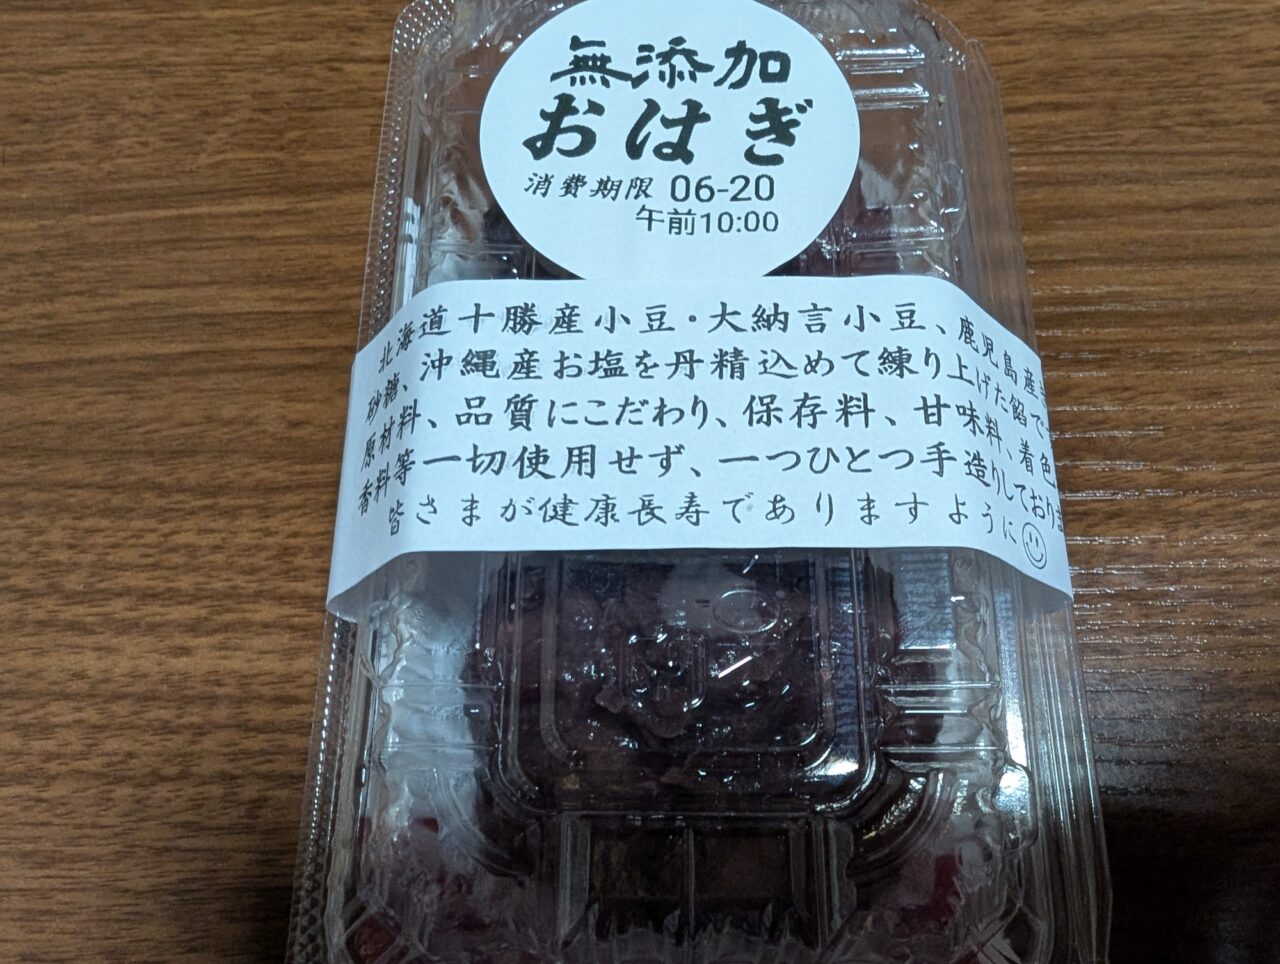 無添加
おはぎ
消費期限 06-20
午前10:00
北海道十勝産小豆・大納言小豆、鹿児島産
砂糖、沖縄産お塩を丹精込めて練り上げた餡で
原材料、品質にこだわり、保存料、甘味料、着色
香料等一切使用せず、一つひとつ手造りしておりま
皆さまが健康長寿でありますように